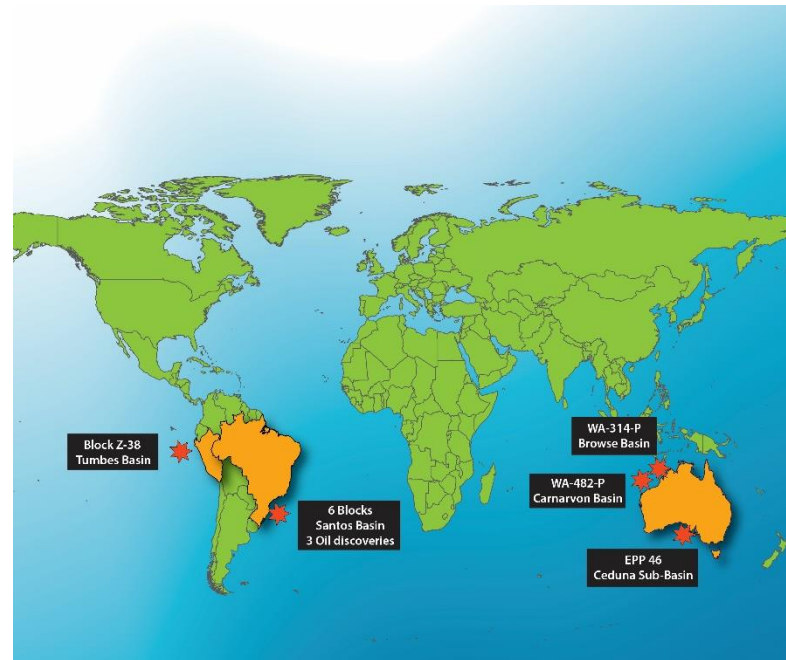 Block Z-38
Tumbes Basin
6 Blocks
Santos Basin
3 Oil discoveries
WA-314-P
Browse Basin
WA-482-P
Carnarvon Basin
EPP 46
Ceduna Sub-Basin